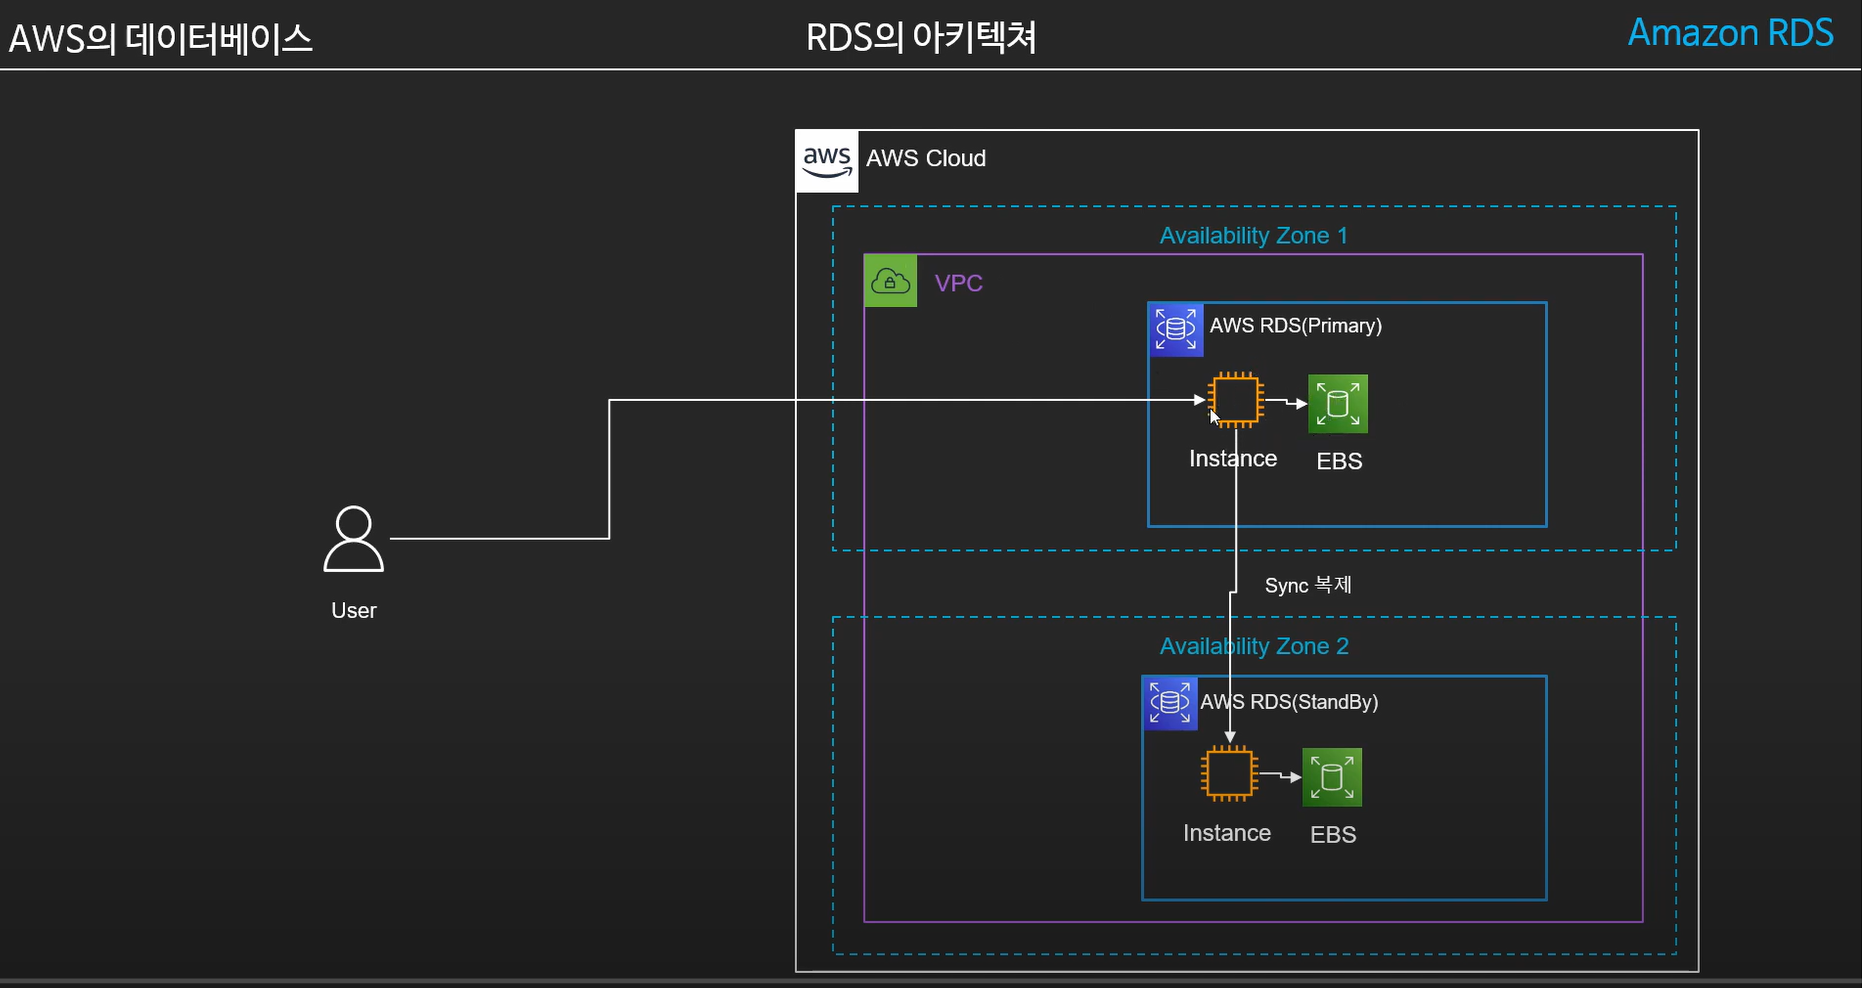 AWS의 데이터베이스
RDS의 아키텍쳐
Amazon RDS
aws
AWS Cloud
Availability Zone 1
VPC
AWS RDS(Primary)
Instance
EBS
User
Sync 복제
Availability Zone 2
AWS RDS(StandBy)
Instance
EBS